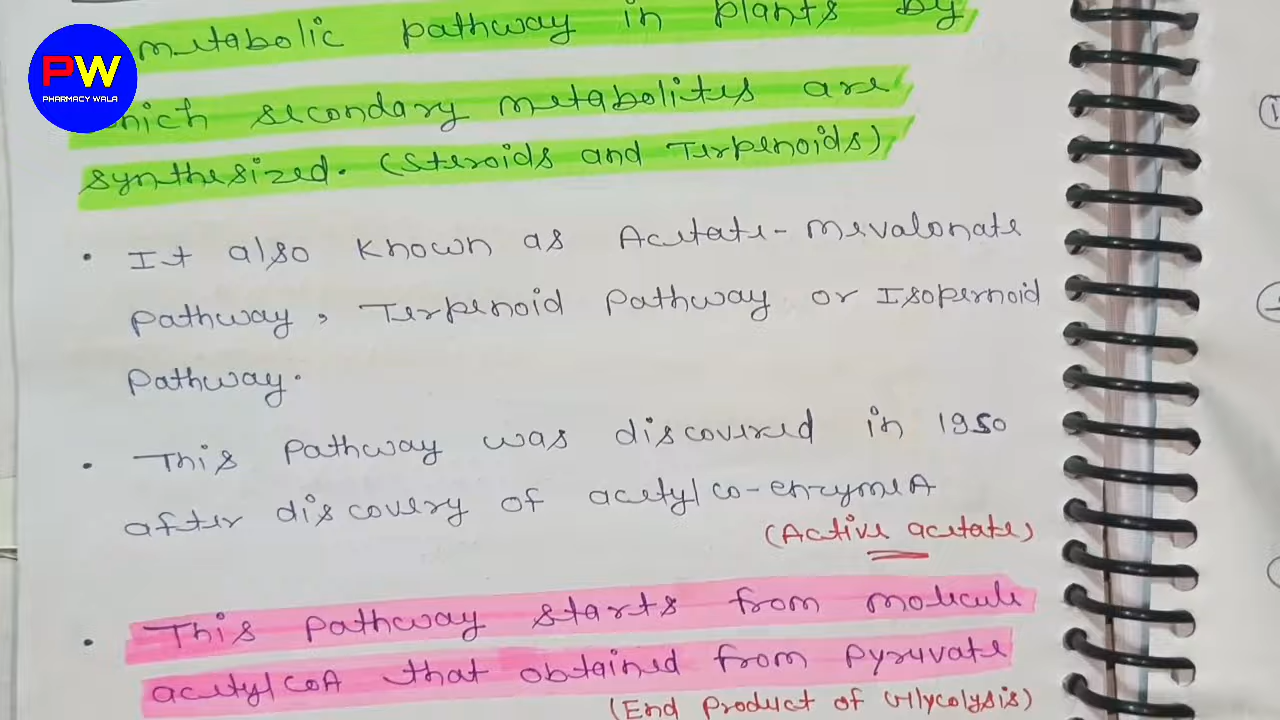 PW
PHARMACY WALA
metabolic pathway in plants by
which secondary metabolites are
synthesized. (Steroids and Terpenoids)
• It also known as Acetate-mevalonate
pathway, Terpenoid pathway or Isopernoid
pathway.
• This pathway was discovered in 1950
after discovery of acetyl co-enzyme A
(Active acetate)
• This pathway starts from molecule
acetyl CoA that obtained from pyruvate
(End product of Glycolysis)